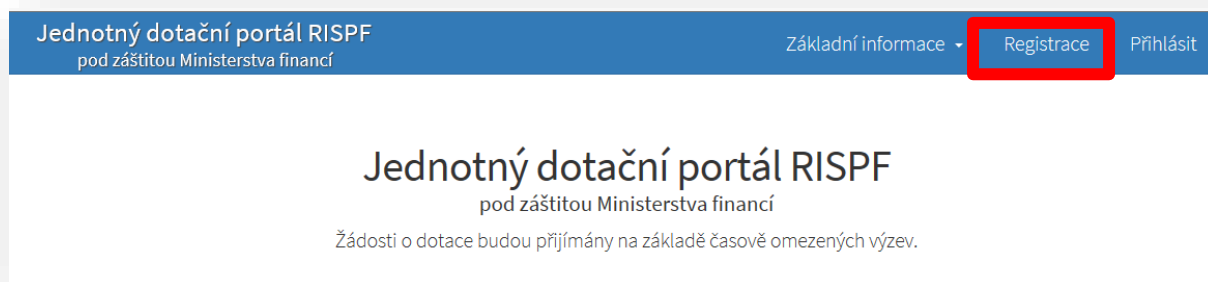 Jednotný dotační portál RISPF
pod záštitou Ministerstva financí
Základní informace Registrace Přihlásit
Jednotný dotační portál RISPF
pod záštitou Ministerstva financí
Žádosti o dotace budou přijímány na základě časově omezených výzev.